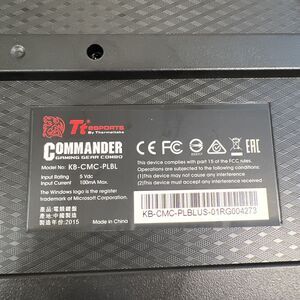 Tt eSPORTS
By Thermaltake
COMMANDER
GAMING GEAR COMBO
Model No: KB-CMC-PLBL
Input Rating 5 Vdc
Input Current 100mA Max.
The Windows logo is the register
trademark of Microsoft Corporation.
產品:電競鍵盤
產地:中國製造
製造年份:2015
Made in China
FC CE
This device complies with part 15 of the FCC rules.
Operations are subjected to the following conditions
(1)This device may not cause harmful interference
(2)This device must accept any interference received
KB-CMC-PLBLUS-01RG004273